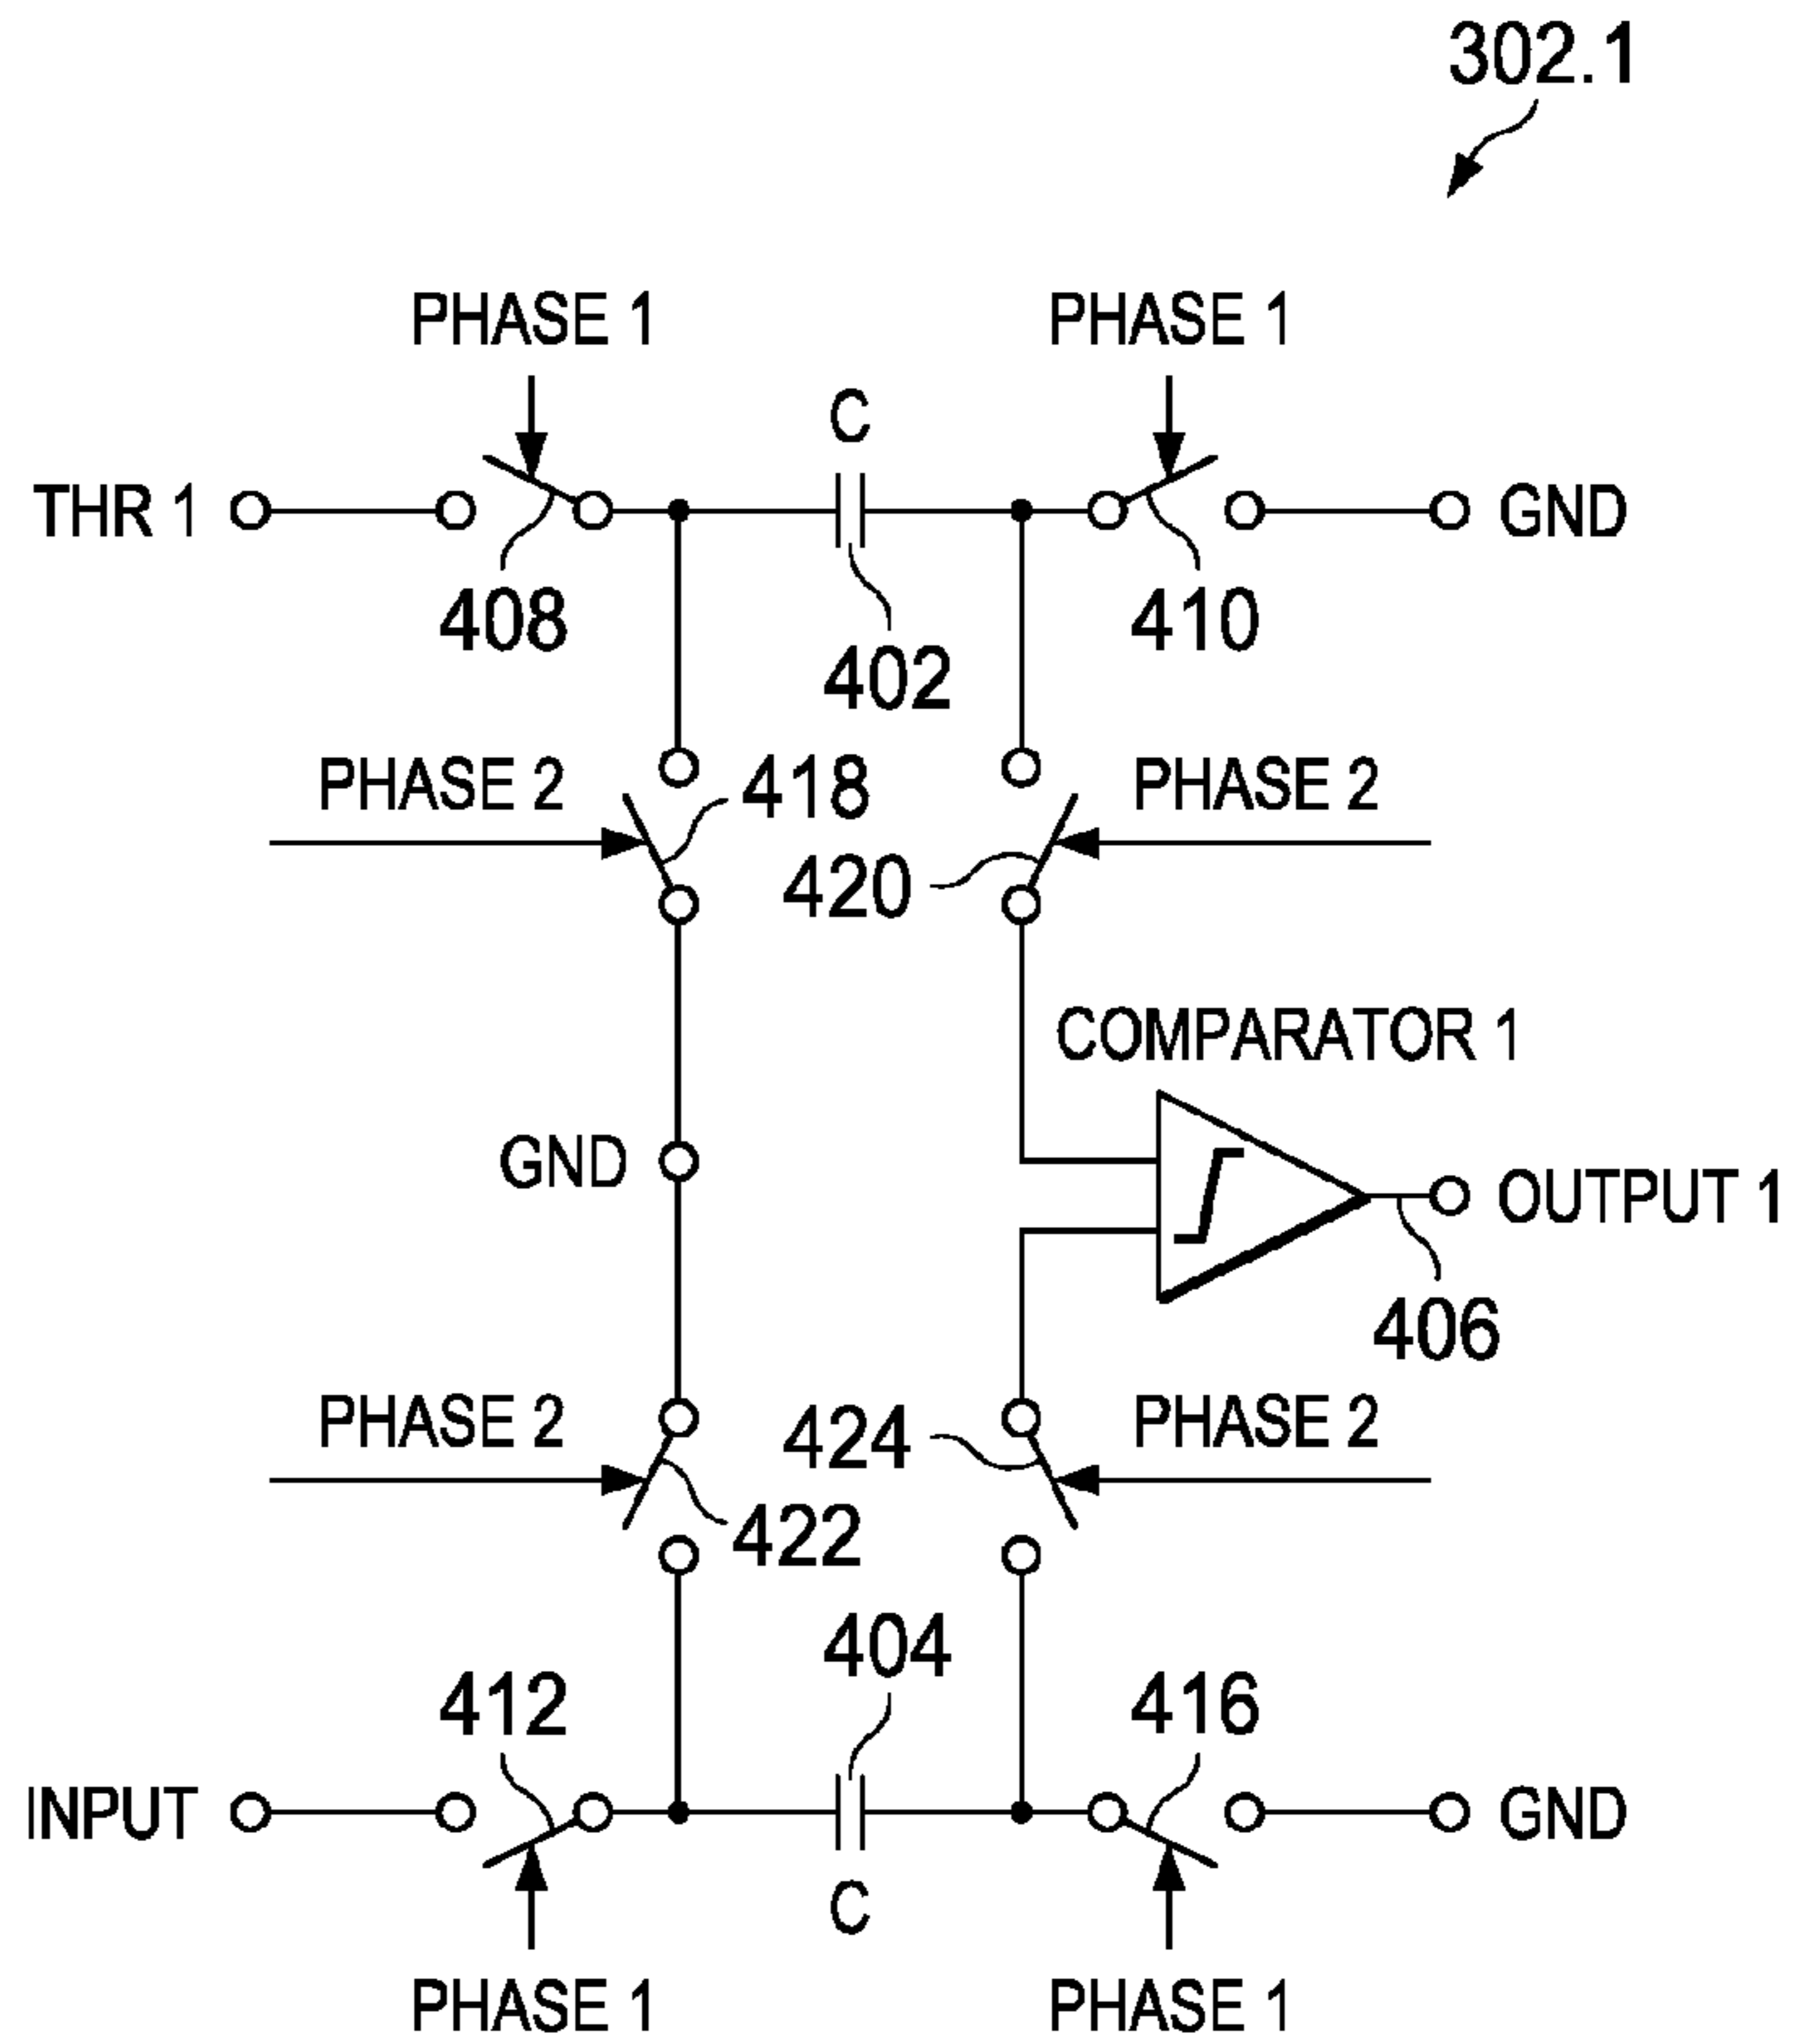 302.1
PHASE 1
PHASE 1
C
THR 1
GND
408
410
402
PHASE 2
418
PHASE 2
420
COMPARATOR 1
GND
OUTPUT 1
406
PHASE 2
424
PHASE 2
422
404
412
416
INPUT
GND
C
PHASE 1
PHASE 1